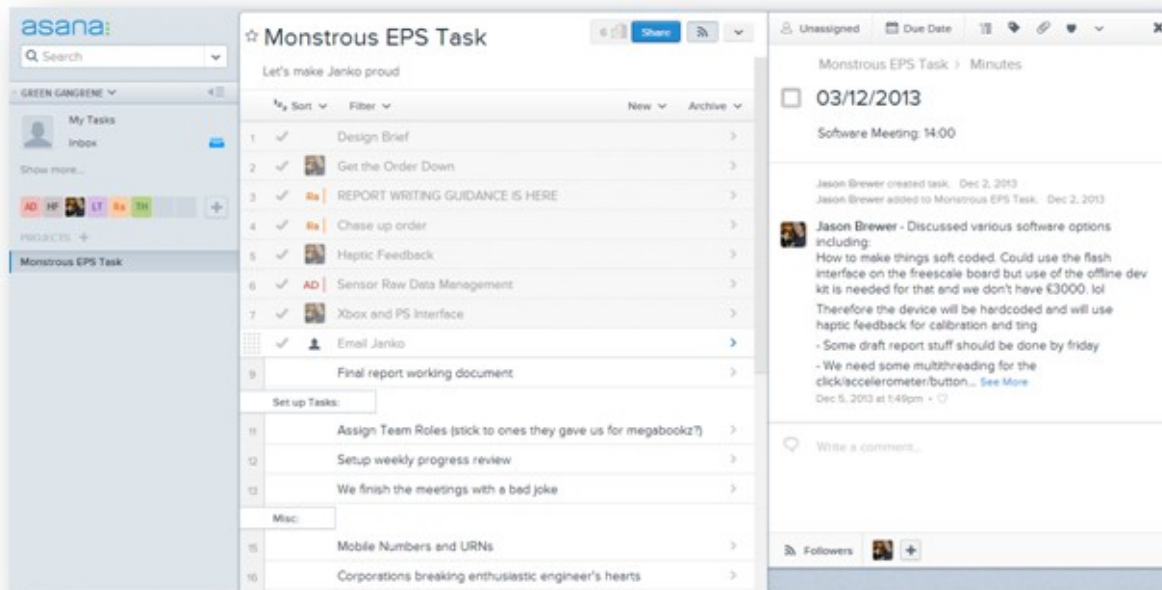 asana:
Search
GREEN GANGRENE
My Tasks
Inbox
Show more...
AD HF LT Ra TH
PROJECTS +
Monstrous EPS Task
Monstrous EPS Task
6 Share
Let's make Janko proud
Sort Filter New Archive
1 Design Brief
2 Get the Order Down
3 Ra REPORT WRITING GUIDANCE IS HERE
4 Ra Chase up order
5 Haptic Feedback
6 AD Sensor Raw Data Management
7 Xbox and PS Interface
Email Janko
9 Final report working document
Set up Tasks:
11 Assign Team Roles (stick to ones they gave us for megabookz?)
12 Setup weekly progress review
13 We finish the meetings with a bad joke
Misc:
15 Mobile Numbers and URNs
16 Corporations breaking enthusiastic engineer's hearts
Unassigned Due Date
Monstrous EPS Task > Minutes
03/12/2013
Software Meeting: 14:00
Jason Brewer created task. Dec 2, 2013
Jason Brewer added to Monstrous EPS Task. Dec 2, 2013
Jason Brewer - Discussed various software options
including:
How to make things soft coded. Could use the flash
interface on the freescale board but use of the offline dev
kit is needed for that and we don't have £3000. lol
Therefore the device will be hardcoded and will use
haptic feedback for calibration and ting
- Some draft report stuff should be done by friday
- We need some multithreading for the
click/accelerometer/button... See More
Dec 5, 2013 at 1:49pm •
Write a comment...
Followers +